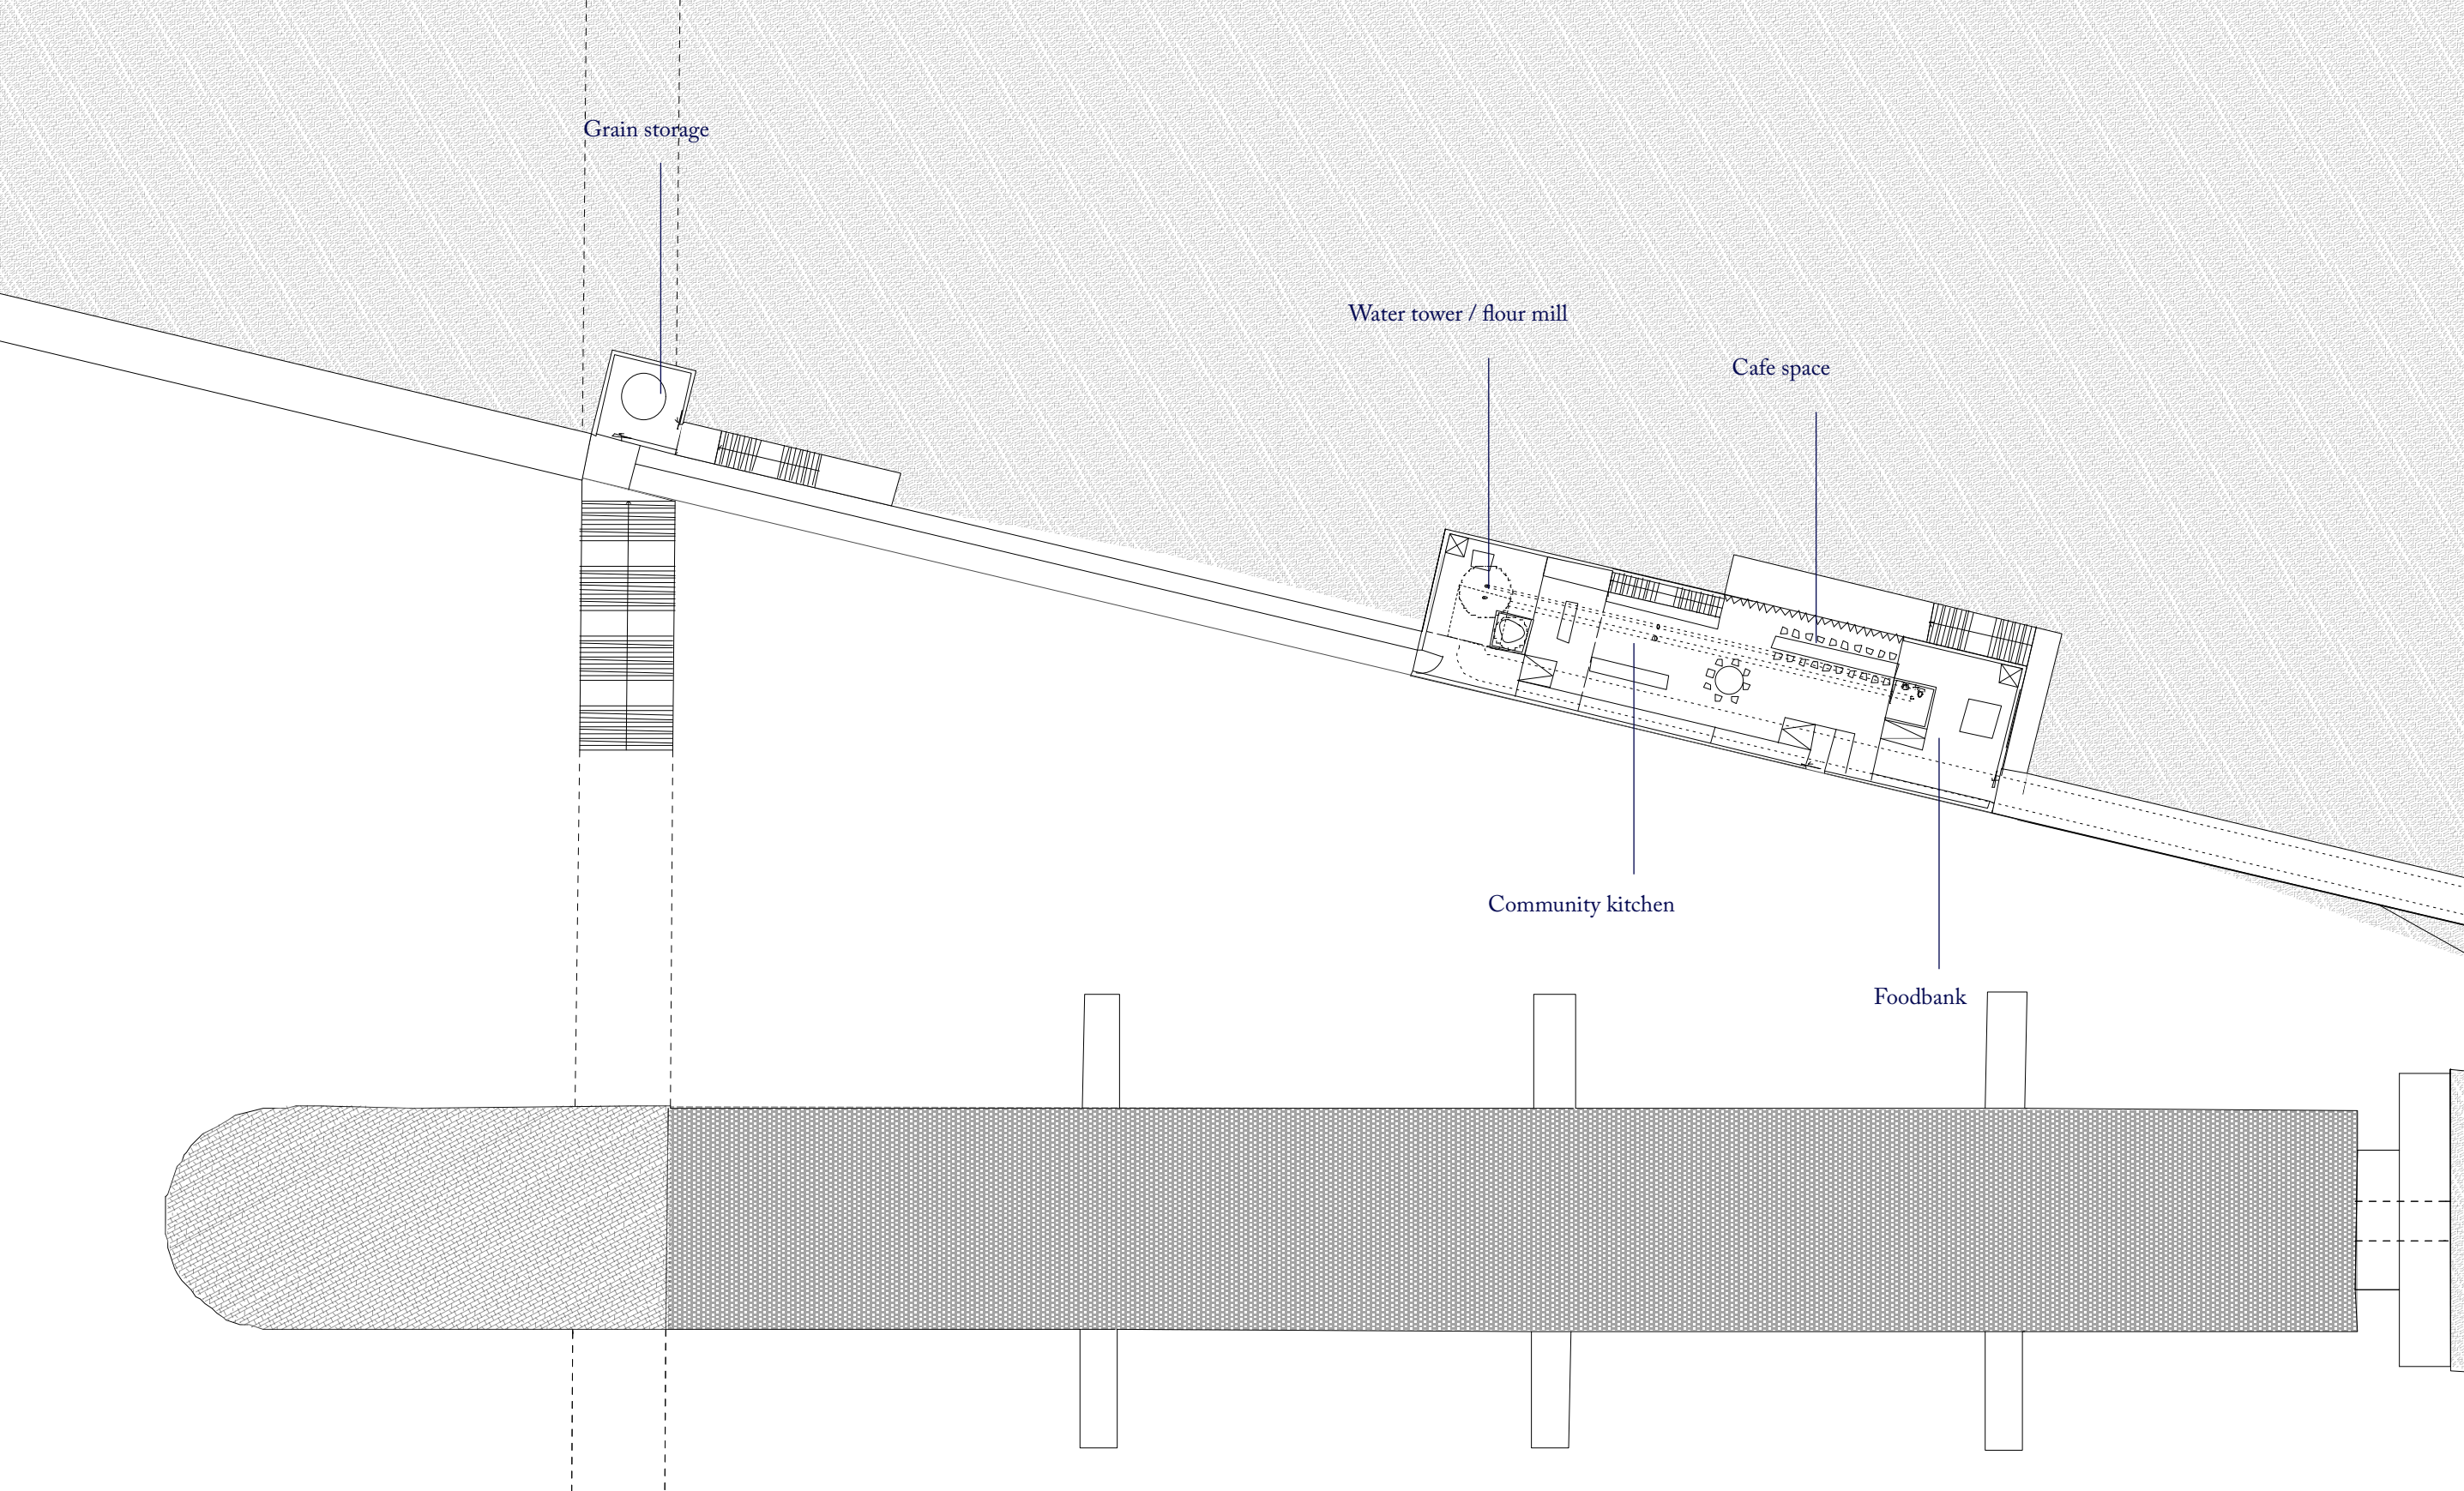 Grain storage
Water tower / flour mill
Cafe space
Community kitchen
Foodbank